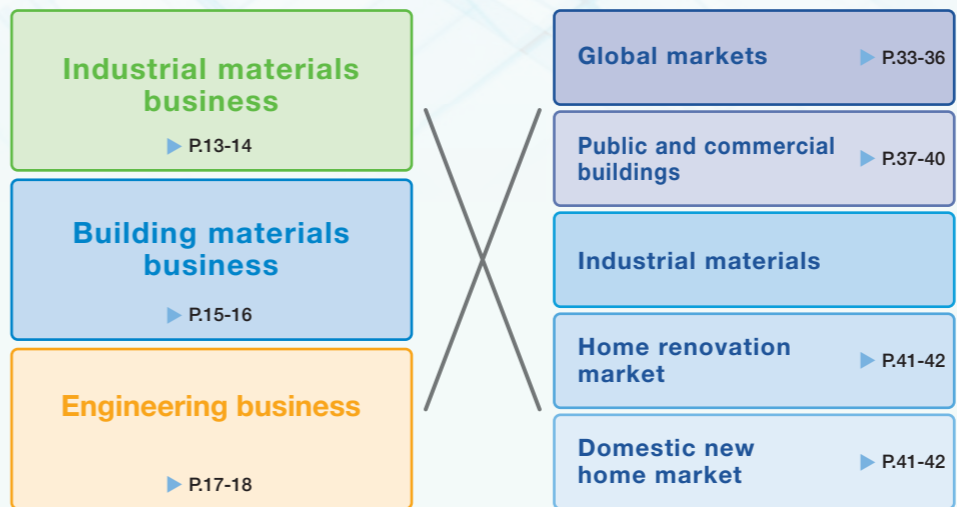 Industrial materials
business
▶ P.13-14
Building materials
business
▶ P.15-16
Engineering business
▶ P.17-18
Global markets
▶ P.33-36
Public and commercial
buildings
▶ P.37-40
Industrial materials
Home renovation
market
▶ P.41-42
Domestic new
home market
▶ P.41-42